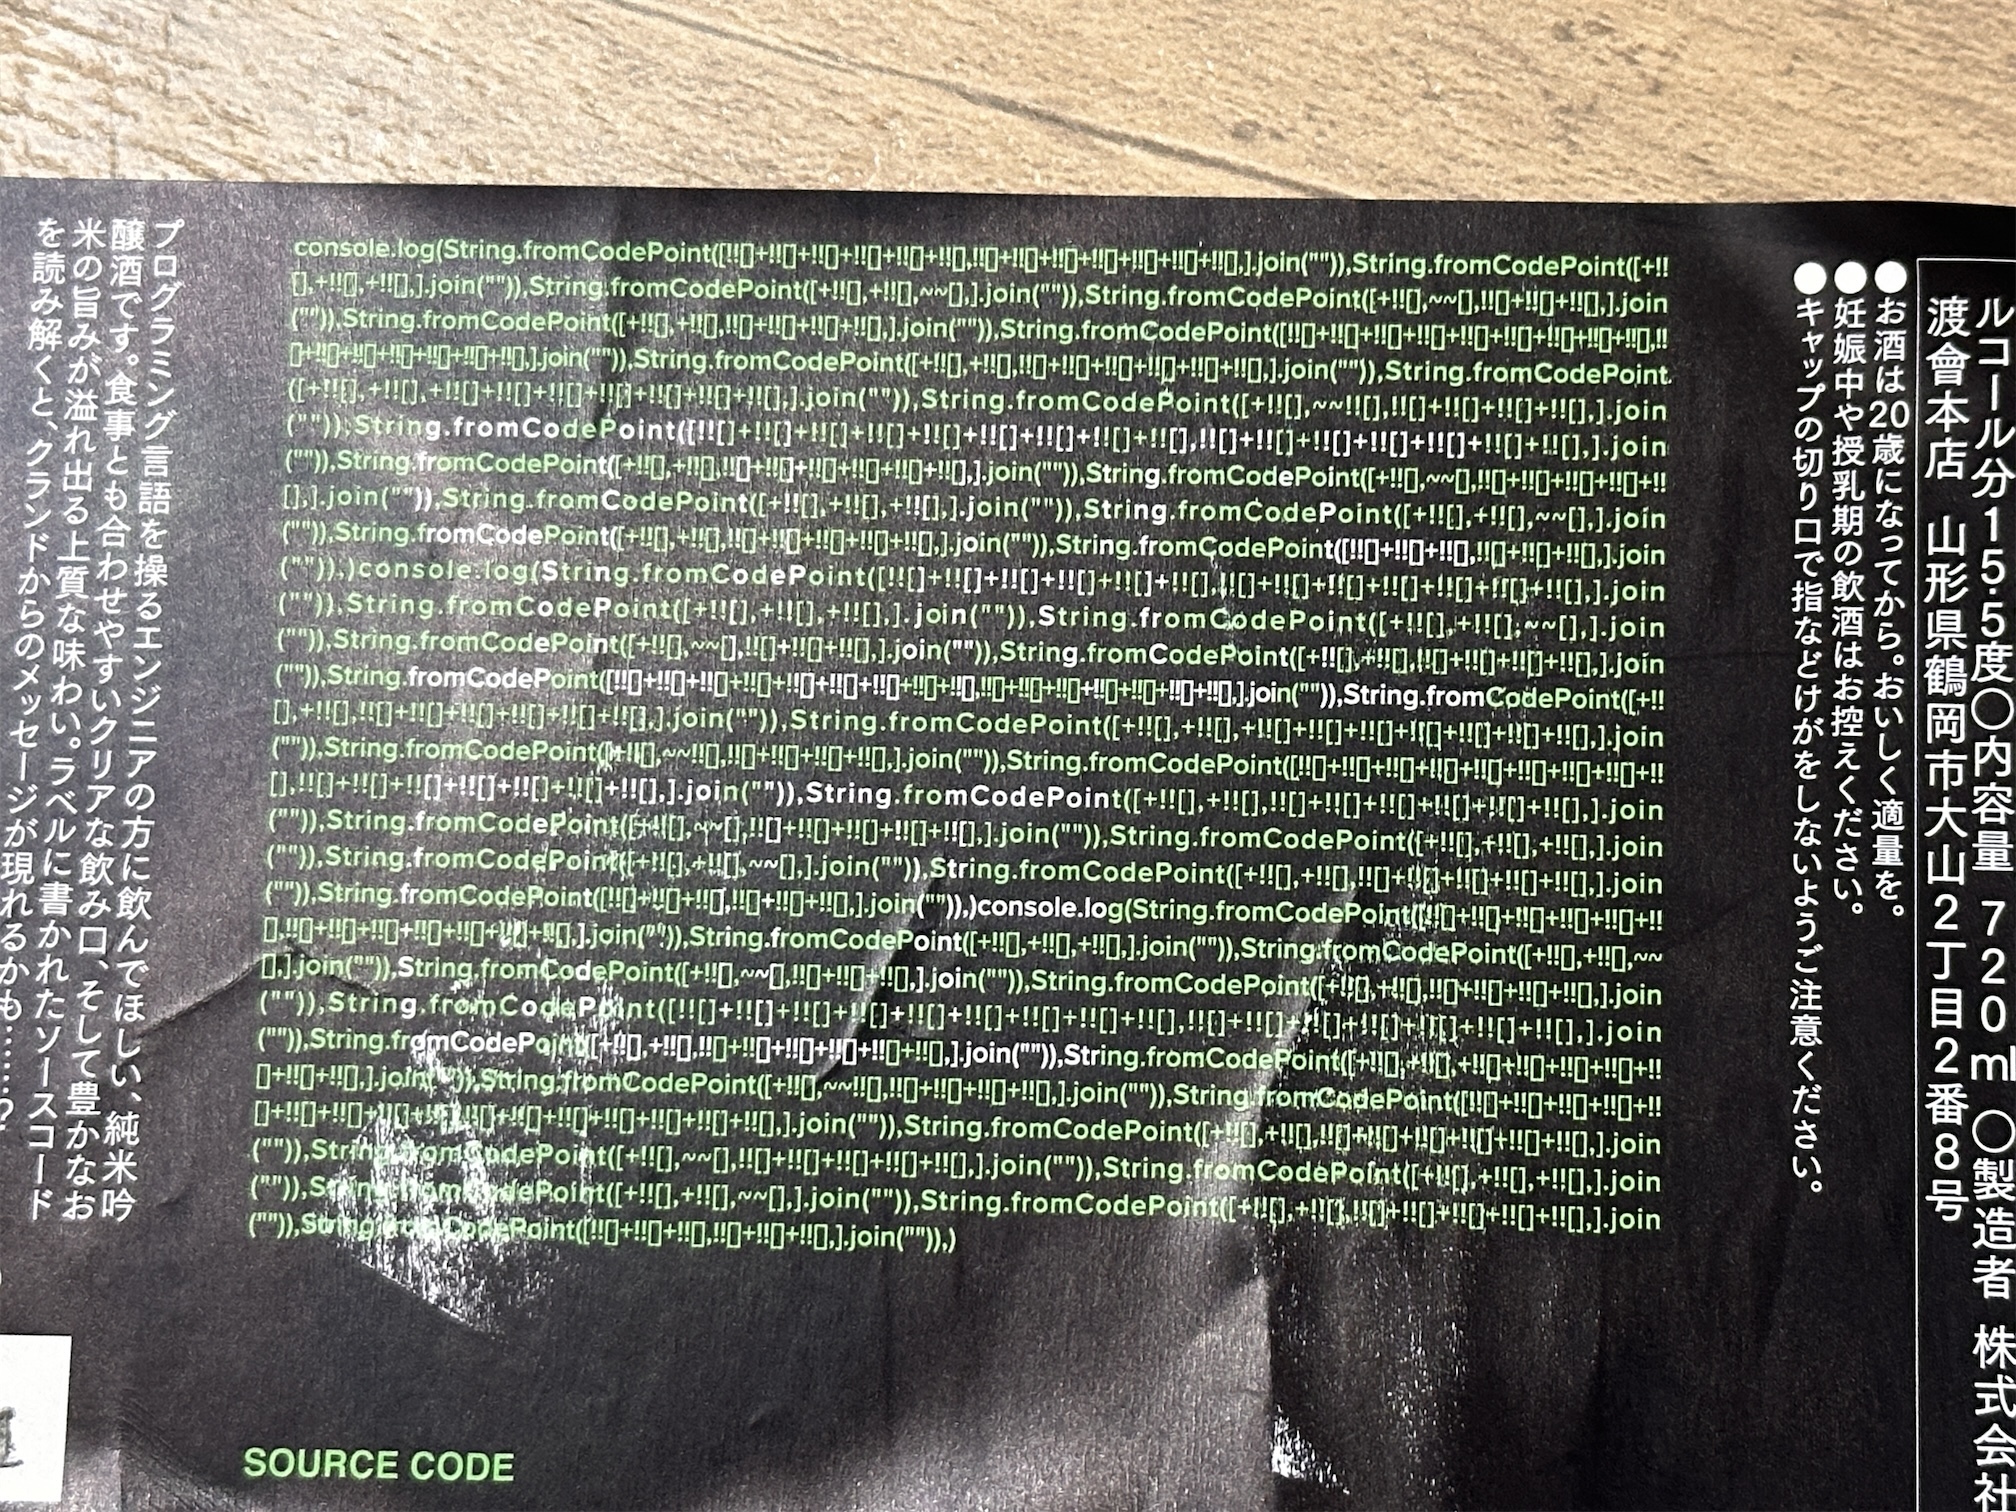 プログラミング言語を操るエンジニアの方に飲んでほしい、純米吟
醸酒です。食事とも合わせやすいクリアな飲み口、そして豊かなお
米の旨みが溢れ出る上質な味わい。ラベルに書かれたソースコード
を読み解くと、クランドからのメッセージが現れるかも……?
console.log(String.fromCodePoint([!![]+!![]+!![]+!![]+!![]+!![],!![]+!![]+!![]+!![]+!![]+!![]+!![],].join("")),String.fromCodePoint([+!!
[],+!![],+!![],].join("")),String.fromCodePoint([+!![],+!![],~~[],].join("")),String.fromCodePoint([+!![],~~[],!![]+!![]+!![],].join
("")),String.fromCodePoint([+!![],+!![],!![]+!![]+!![]+!![],].join("")),String.fromCodePoint([!![]+!![]+!![]+!![]+!![]+!![]+!![]+!![]+!![],!!
[]+!![]+!![]+!![]+!![]+!![]+!![],].join("")),String.fromCodePoint([+!![],+!![],!![]+!![]+!![]+!![]+!![]+!![],].join("")),String.fromCodePoint
([+!![],+!![],+!![]+!![]+!![]+!![]+!![]+!![]+!![],].join("")),String.fromCodePoint([+!![],~~!![],!![]+!![]+!![]+!![],].join
("")),String.fromCodePoint([!![]+!![]+!![]+!![]+!![]+!![]+!![]+!![]+!![],!![]+!![]+!![]+!![]+!![]+!![]+!![],].join
("")),String.fromCodePoint([+!![],+!![],!![]+!![]+!![]+!![]+!![]+!![],].join("")),String.fromCodePoint([+!![],~~[],!![]+!![]+!![]+!![]+!!
[],].join("")),String.fromCodePoint([+!![],+!![],+!![],].join("")),String.fromCodePoint([+!![],+!![],~~[],].join
("")),String.fromCodePoint([+!![],+!![],!![]+!![]+!![]+!![]+!![],].join("")),String.fromCodePoint([!![]+!![]+!![],!![]+!![]+!![],].join
("")),)console.log(String.fromCodePoint([!![]+!![]+!![]+!![]+!![]+!![],!![]+!![]+!![]+!![]+!![]+!![]+!![],].join
("")),String.fromCodePoint([+!![],+!![],+!![],].join("")),String.fromCodePoint([+!![],+!![],~~[],].join
("")),String.fromCodePoint([+!![],~~[],!![]+!![]+!![],].join("")),String.fromCodePoint([+!![],+!![],!![]+!![]+!![]+!![],].join
("")),String.fromCodePoint([!![]+!![]+!![]+!![]+!![]+!![]+!![]+!![]+!![],!![]+!![]+!![]+!![]+!![]+!![]+!![],].join("")),String.fromCodePoint([+!!
[],+!![],!![]+!![]+!![]+!![]+!![]+!![],].join("")),String.fromCodePoint([+!![],+!![],+!![]+!![]+!![]+!![]+!![]+!![]+!![],].join
("")),String.fromCodePoint([+!![],~~!![],!![]+!![]+!![]+!![],].join("")),String.fromCodePoint([!![]+!![]+!![]+!![]+!![]+!![]+!![]+!![]+!!
[],!![]+!![]+!![]+!![]+!![]+!![]+!![],].join("")),String.fromCodePoint([+!![],+!![],!![]+!![]+!![]+!![]+!![]+!![],].join
("")),String.fromCodePoint([+!![],~~[],!![]+!![]+!![]+!![]+!![],].join("")),String.fromCodePoint([+!![],+!![],+!![],].join
("")),String.fromCodePoint([+!![],+!![],~~[],].join("")),String.fromCodePoint([+!![],+!![],!![]+!![]+!![]+!![]+!![],].join
("")),String.fromCodePoint([!![]+!![]+!![],!![]+!![]+!![],].join("")),)console.log(String.fromCodePoint([!![]+!![]+!![]+!![]+!![]+!!
[],!![]+!![]+!![]+!![]+!![]+!![]+!![],].join("")),String.fromCodePoint([+!![],+!![],+!![],].join("")),String.fromCodePoint([+!![],+!![],~~
[],].join("")),String.fromCodePoint([+!![],~~[],!![]+!![]+!![],].join("")),String.fromCodePoint([+!![],+!![],!![]+!![]+!![]+!![],].join
("")),String.fromCodePoint([!![]+!![]+!![]+!![]+!![]+!![]+!![]+!![]+!![],!![]+!![]+!![]+!![]+!![]+!![]+!![],].join
("")),String.fromCodePoint([+!![],+!![],!![]+!![]+!![]+!![]+!![]+!![],].join("")),String.fromCodePoint([+!![],+!![],!![]+!![]+!![]+!![]+!!
[]+!![]+!![],].join("")),String.fromCodePoint([+!![],~~!![],!![]+!![]+!![]+!![],].join("")),String.fromCodePoint([!![]+!![]+!![]+!![]+!!
[]+!![]+!![]+!![]+!![],!![]+!![]+!![]+!![]+!![]+!![]+!![],].join("")),String.fromCodePoint([+!![],+!![],!![]+!![]+!![]+!![]+!![]+!![],].join
("")),String.fromCodePoint([+!![],~~[],!![]+!![]+!![]+!![]+!![],].join("")),String.fromCodePoint([+!![],+!![],+!![],].join
("")),String.fromCodePoint([+!![],+!![],~~[],].join("")),String.fromCodePoint([+!![],+!![],!![]+!![]+!![]+!![]+!![],].join
("")),String.fromCodePoint([!![]+!![]+!![],!![]+!![]+!![],].join("")),)
SOURCE CODE
●お酒は20歳になってから。おいしく適量を。
●妊娠中や授乳期の飲酒はお控えください。
●キャップの切り口で指などけがをしないようご注意ください。
ルコール分15.5度〇内容量 720ml 〇製造者 株式会社
渡會本店 山形県鶴岡市大山2丁目2番8号